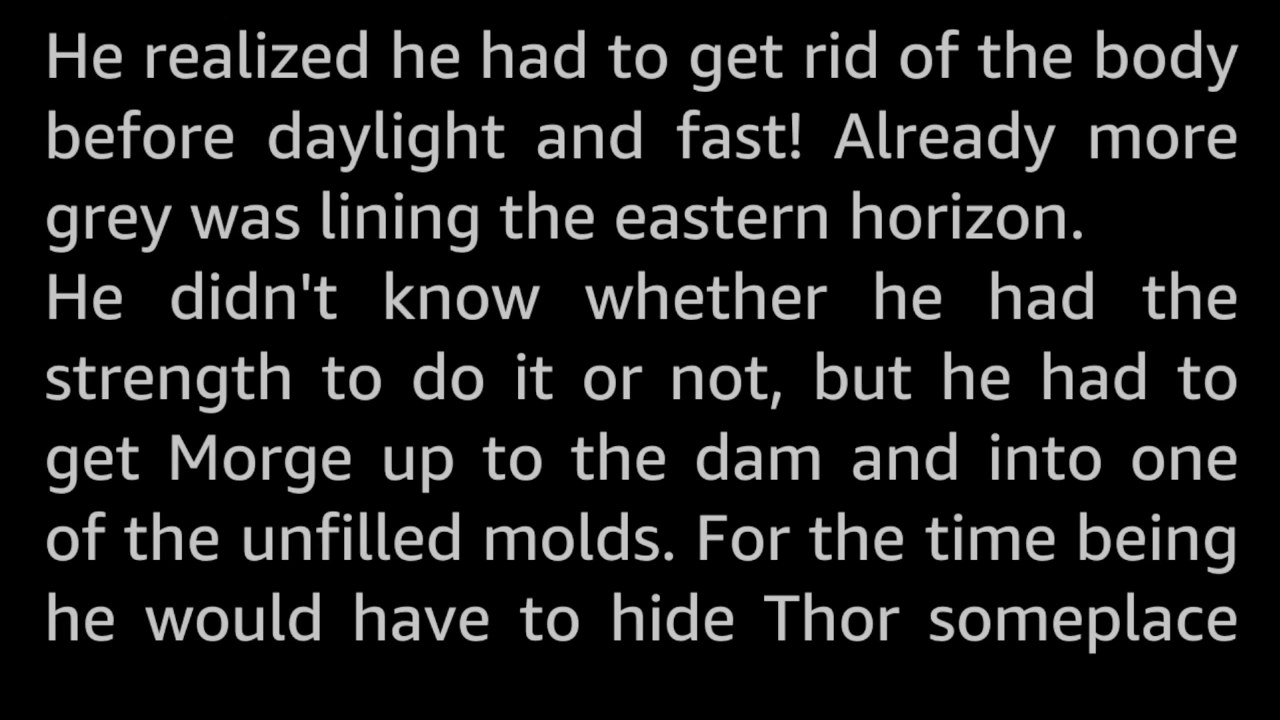 He realized he had to get rid of the body
before daylight and fast! Already more
grey was lining the eastern horizon.
He didn't know whether he had the
strength to do it or not, but he had to
get Morge up to the dam and into one
of the unfilled molds. For the time being
he would have to hide Thor someplace